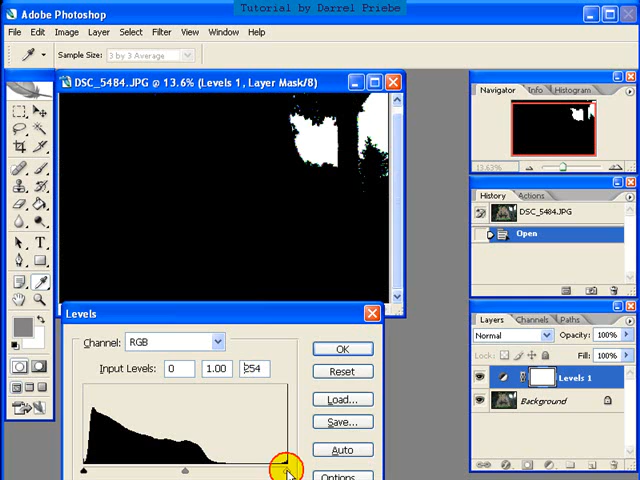 Tutorial by Darrel Priebe
Adobe Photoshop
File Edit Image Layer Select Filter View Window Help
Sample Size: 3 by 3 Average
DSC_5484.JPG @ 13.6% (Levels 1, Layer Mask/8)
Navigator Info Histogram
13.63%
History Actions
DSC_5484.JPG
Open
Layers Channels Paths
Normal Opacity: 100%
Lock: Fill: 100%
Levels 1
Background
Levels
Channel: RGB
Input Levels: 0 1.00 254
OK
Reset
Load...
Save...
Auto
Options...